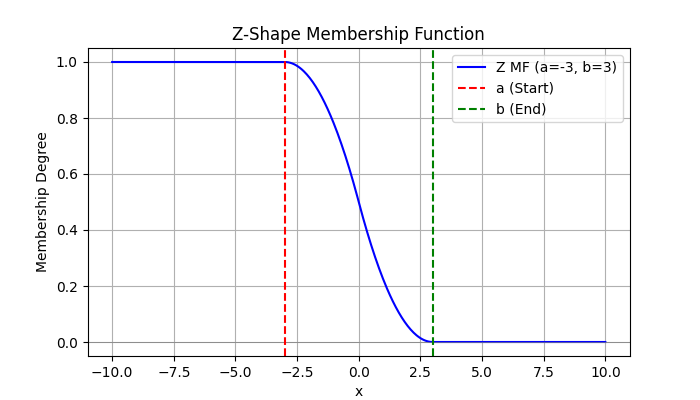 Z-Shape Membership Function
Membership Degree
1.0
0.8
0.6
0.4
0.2
0.0
Z MF (a=-3, b=3)
a (Start)
b (End)
−10.0 −7.5 −5.0 −2.5 0.0 2.5 5.0 7.5 10.0
x